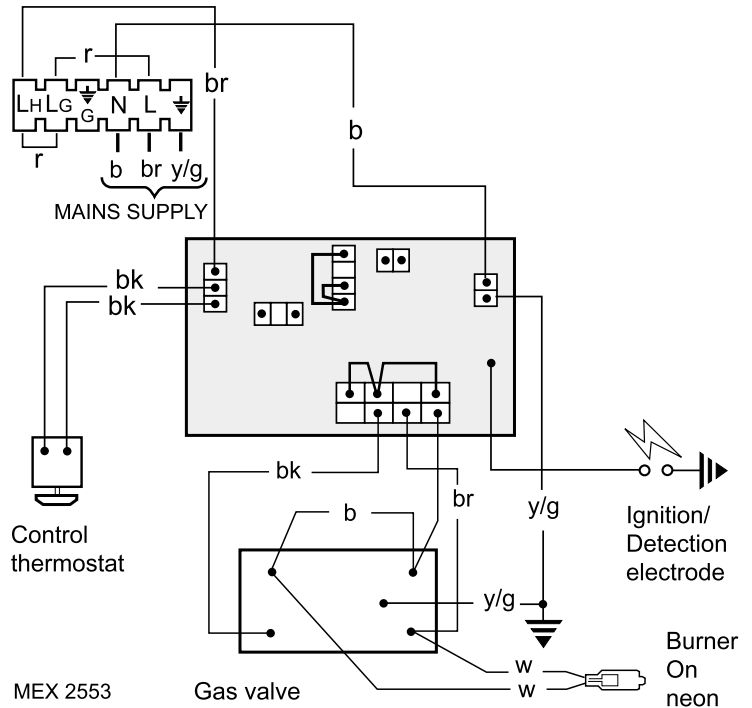 r
br
b
LH LG G N L
r
b br y/g
MAINS SUPPLY
bk
bk
bk
br
b
y/g
y/g
Control
thermostat
Ignition/
Detection
electrode
w
w
Burner
On
neon
MEX 2553
Gas valve